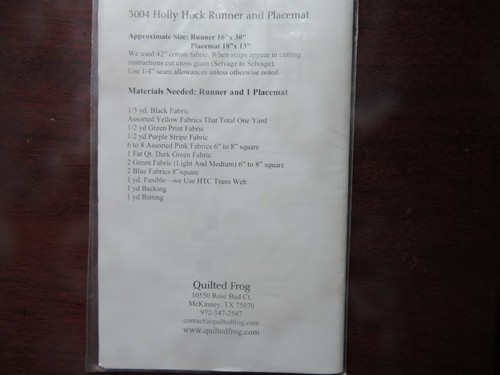 5004 Holly Hock Runner and Placemat
Approximate Size: Runner 16"x 30"
Placemat 18"x 13"
We used 42" cotton fabric. When strips appear in cutting
instructions cut cross grain (Selvage to Selvage).
Use 1/4" seam allowances unless otherwise noted.
Materials Needed: Runner and 1 Placemat
1/3 yd. Black Fabric
Assorted Yellow Fabrics That Total One Yard
1/2 yd Green Print Fabric
1/2 yd Purple Stripe Fabric
6 to 8 Assorted Pink Fabrics 6" to 8" square
1 Fat Qt. Dark Green Fabric
2 Green Fabric (Light And Medium) 6" to 8" square
2 Blue Fabrics 8"square
1 yd. Fusible—we Use HTC Trans Web
1 yd Backing
1 yd Batting
Quilted Frog
10550 Rose Bud Ct.
McKinney, TX 75070
972-347-2547
contact@quiltedfrog.com
www.quiltedfrog.com